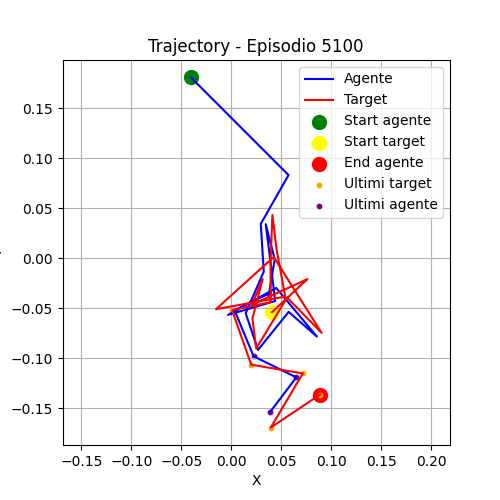 Trajectory - Episodio 5100
Agente
Target
Start agente
Start target
End agente
Ultimi target
Ultimi agente
0.15
0.10
0.05
0.00
−0.05
−0.10
−0.15
−0.15
−0.10
−0.05
0.00
0.05
0.10
0.15
0.20
X